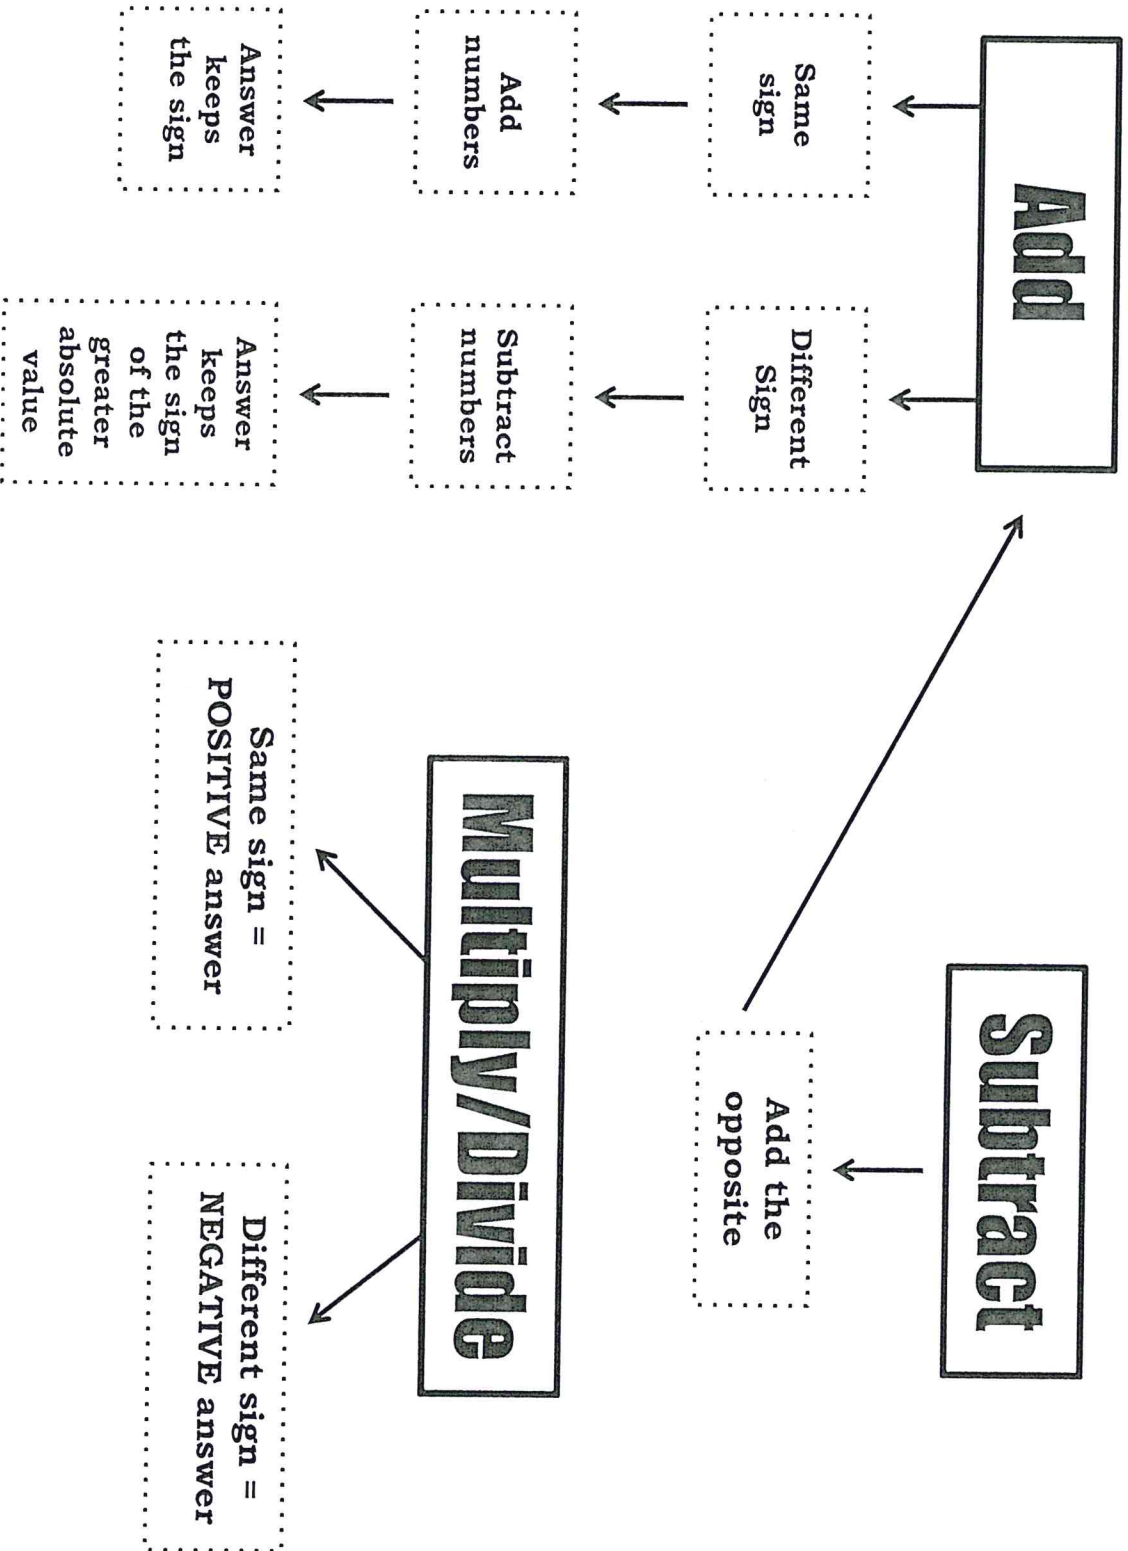 Add
Same
sign
Add
numbers
Answer
keeps
the sign
Different
Sign
Subtract
numbers
Answer
keeps
the sign
of the
greater
absolute
value
Subtract
Add the
opposite
Multiply/Divide
Same sign =
POSITIVE answer
Different sign =
NEGATIVE answer